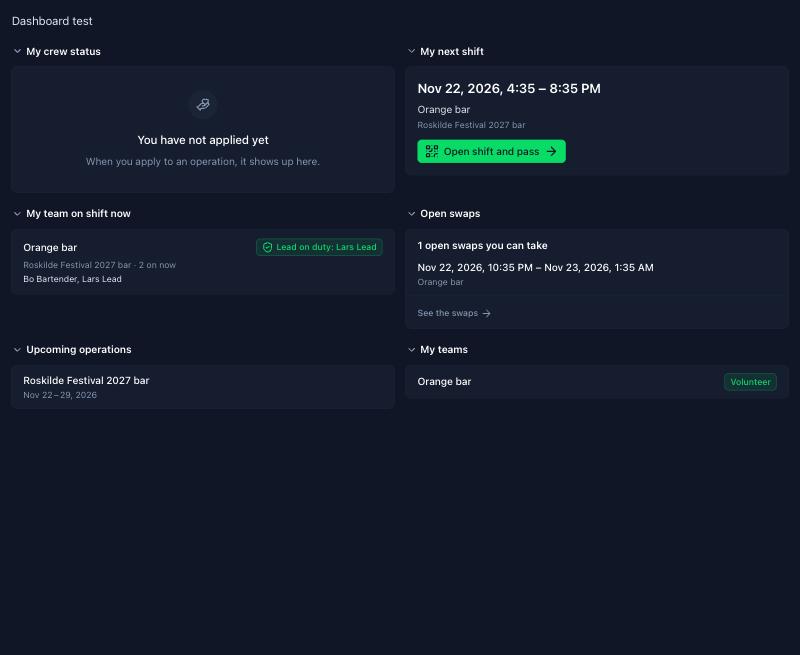 Dashboard test
My crew status
You have not applied yet
When you apply to an operation, it shows up here.
My next shift
Nov 22, 2026, 4:35 – 8:35 PM
Orange bar
Roskilde Festival 2027 bar
Open shift and pass
My team on shift now
Orange bar
Lead on duty: Lars Lead
Roskilde Festival 2027 bar · 2 on now
Bo Bartender, Lars Lead
Open swaps
1 open swaps you can take
Nov 22, 2026, 10:35 PM – Nov 23, 2026, 1:35 AM
Orange bar
See the swaps
Upcoming operations
Roskilde Festival 2027 bar
Nov 22 – 29, 2026
My teams
Orange bar
Volunteer